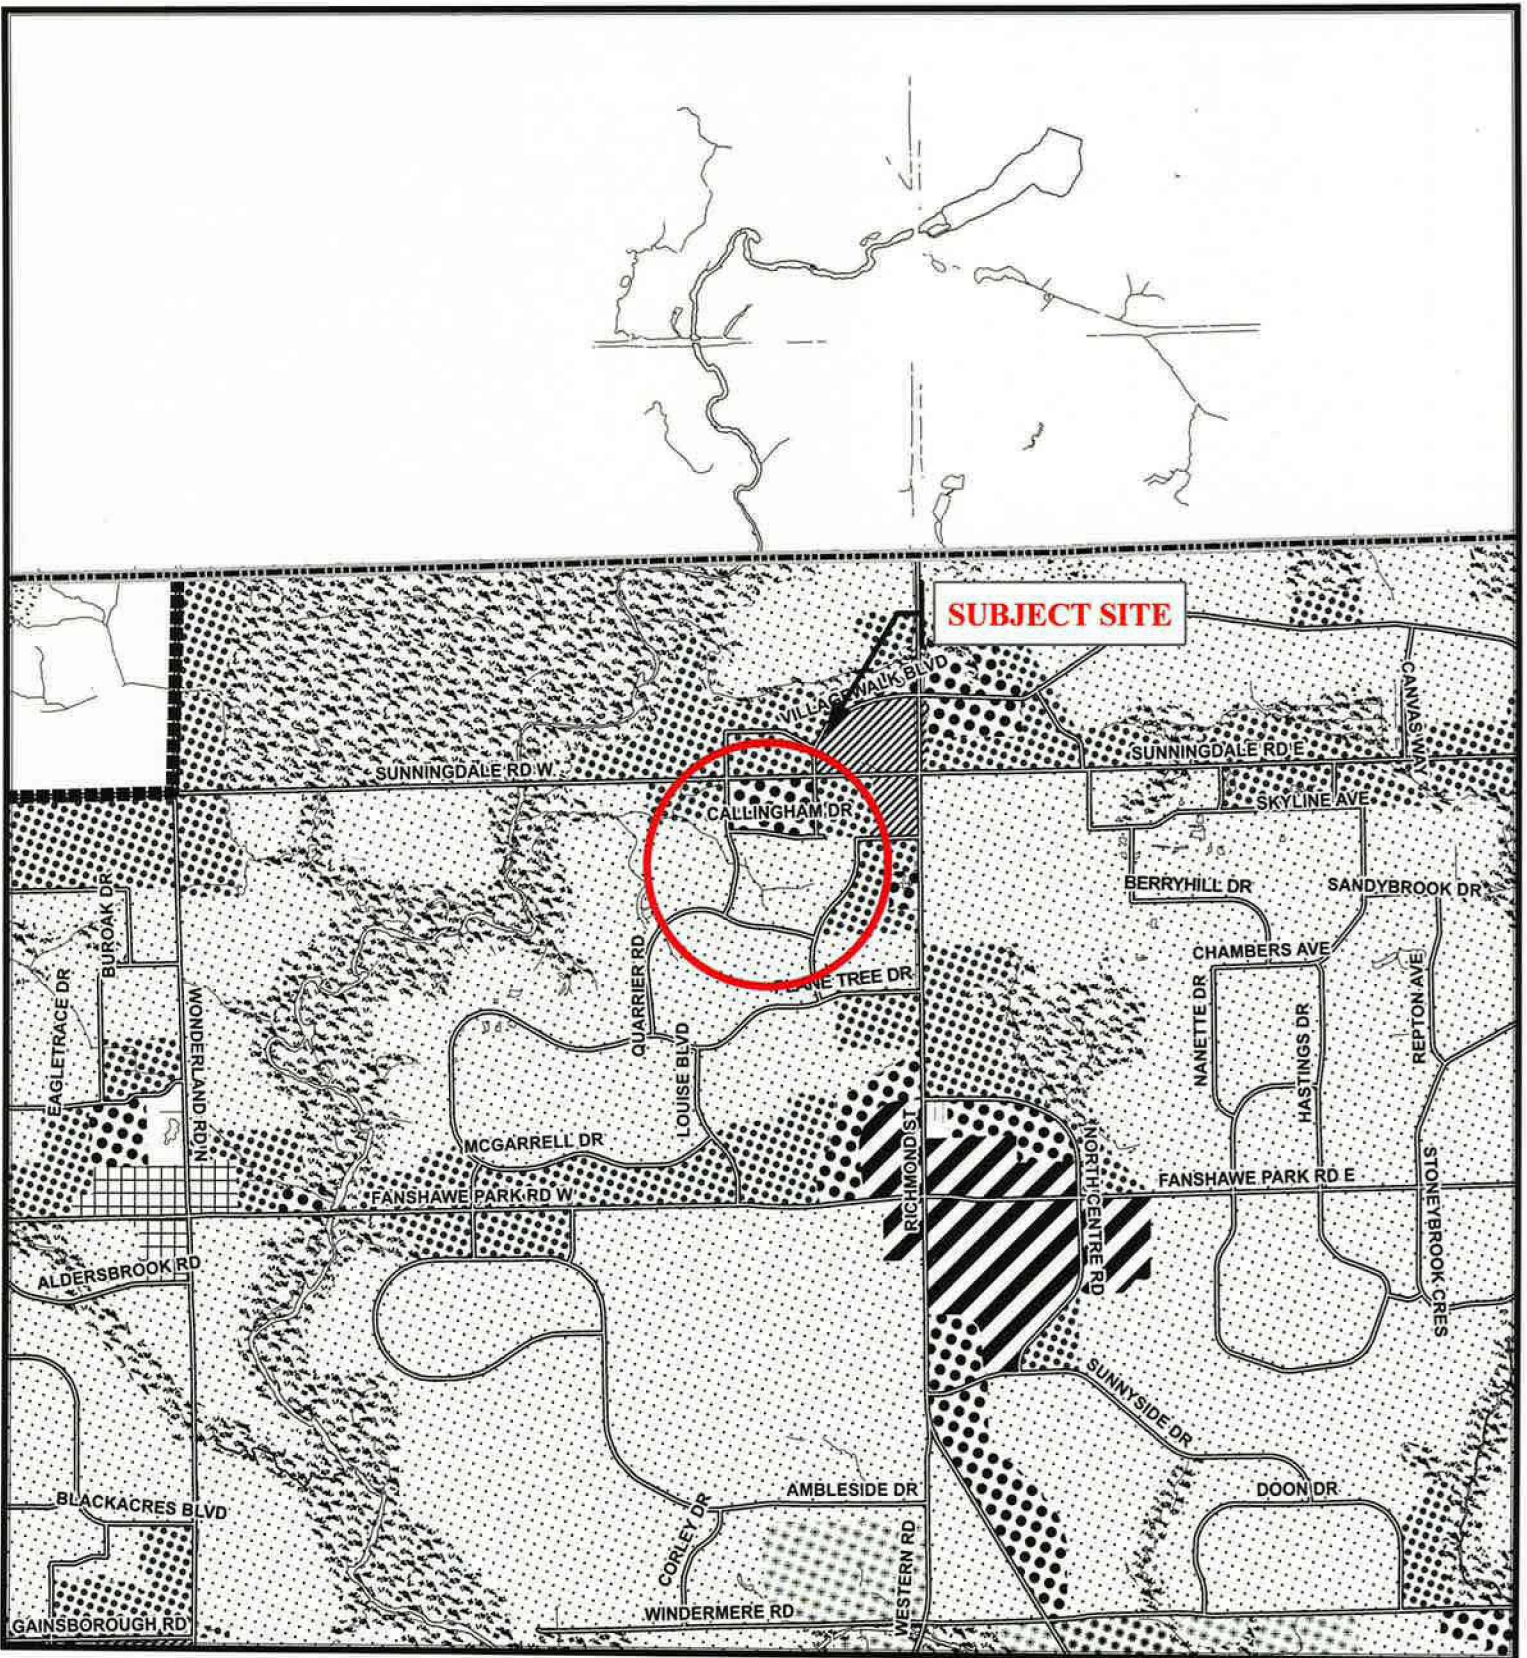 SUBJECT SITE
VILLAGEWALK BLVD
CANVAS WAY
SUNNINGDALE RD E
SUNNINGDALE RD W
SKYLINE AVE
CALLINGHAM DR
BERRYHILL DR
SANDYBROOK DR
BUROAK DR
CHAMBERS AVE
QUARRIER RD
PLANE TREE DR
EAGLETRACE DR
WONDERLAND RD N
NANETTE DR
HASTINGS DR
REPTON AVE
LOUISE BLVD
MCGARRELL DR
RICHMOND ST
NORTH CENTRE RD
FANSHAWE PARK RD E
FANSHAWE PARK RD W
STONEYBROOK CRES
ALDERSBROOK RD
SUNNYSIDE DR
AMBLESIDE DR
DOON DR
BLACKACRES BLVD
CORLEY DR
WESTERN RD
WINDERMERE RD
GAINSBOROUGH RD